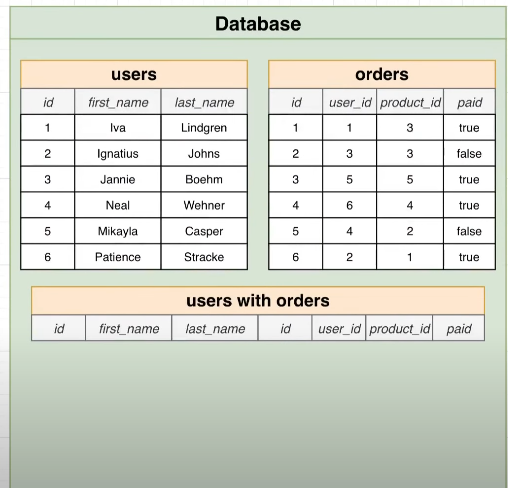 Database
users orders
id first_name last_name id user_id product_id paid
1 Iva Lindgren 1 1 3 true
2 Ignatius Johns 2 3 3 false
3 Jannie Boehm 3 5 5 true
4 Neal Wehner 4 6 4 true
5 Mikayla Casper 5 4 2 false
6 Patience Stracke 6 2 1 true
users with orders
id first_name last_name id user_id product_id paid